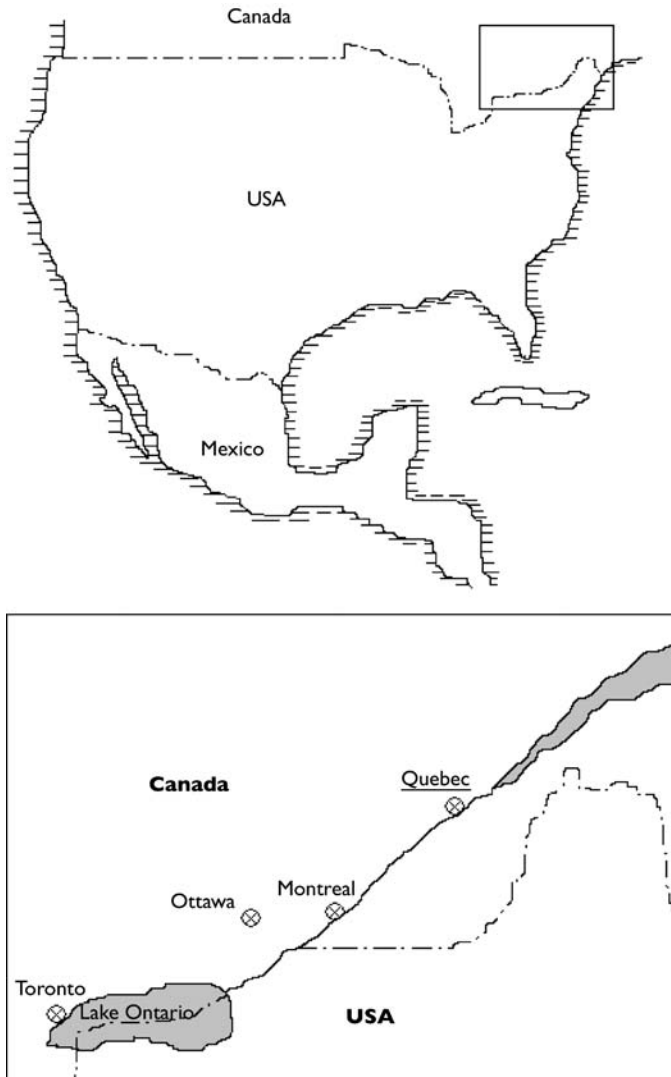 Canada
USA
Mexico
Quebec
Canada
Montreal
Ottawa
Toronto
Lake Ontario
USA